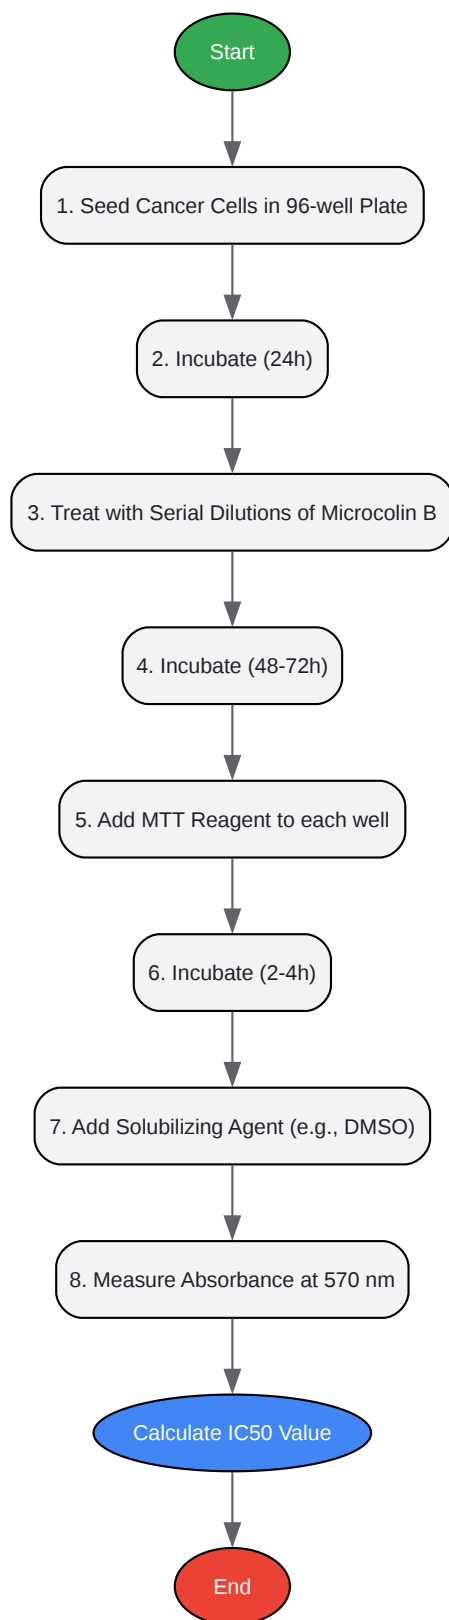 Start
1. Seed Cancer Cells in 96-well Plate
2. Incubate (24h)
3. Treat with Serial Dilutions of Microcolin B
4. Incubate (48-72h)
5. Add MTT Reagent to each well
6. Incubate (2-4h)
7. Add Solubilizing Agent (e.g., DMSO)
8. Measure Absorbance at 570 nm
Calculate IC50 Value
End